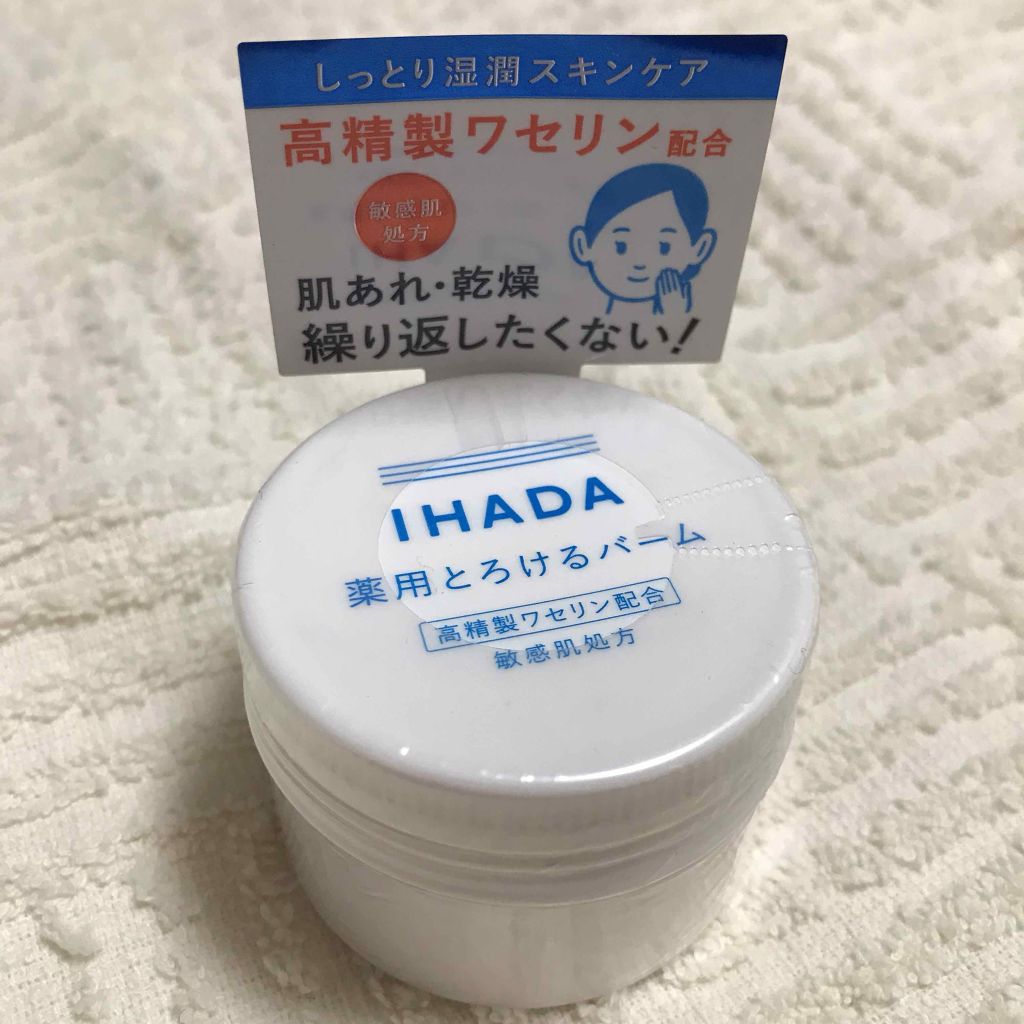 しっとり湿潤スキンケア
高精製ワセリン配合
敏感肌
処方
肌あれ・乾燥
繰り返したくない!
IHADA
薬用とろけるバーム
高精製ワセリン配合
敏感肌処方